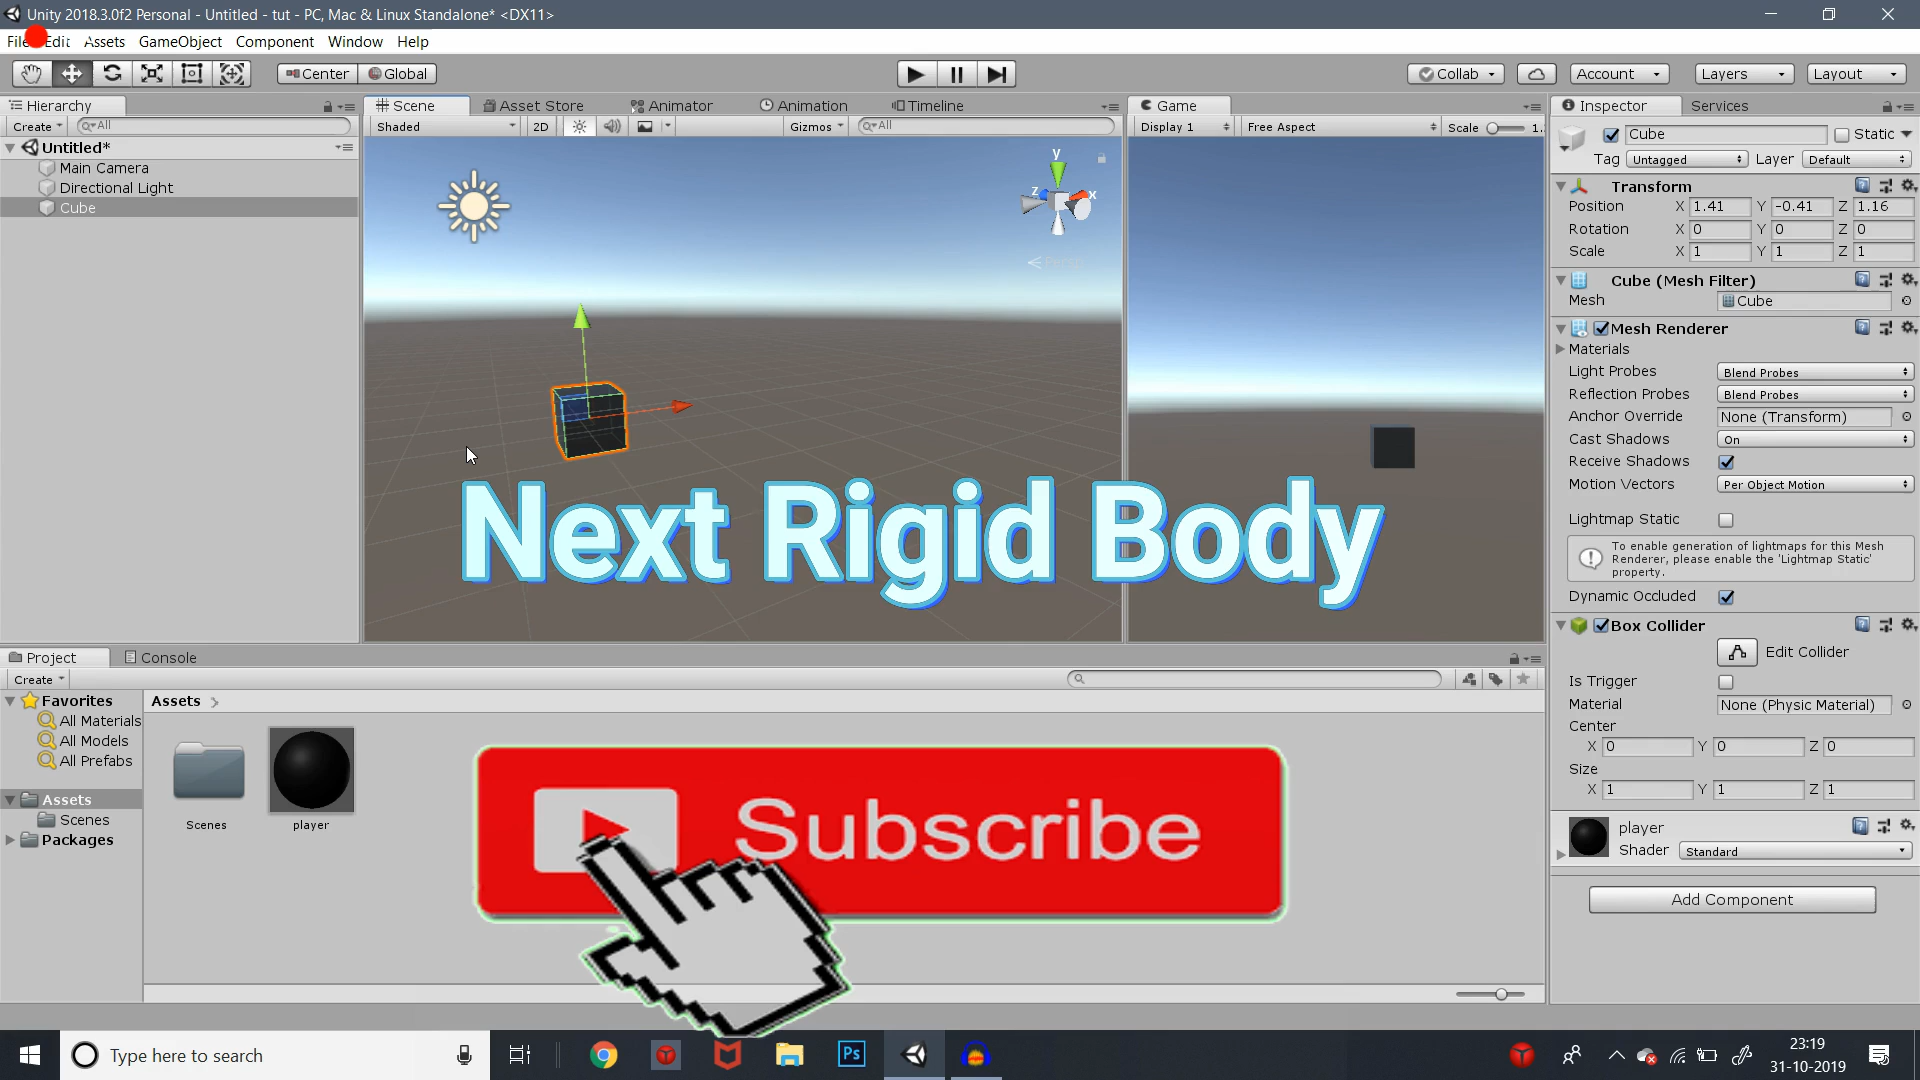 Unity 2018.3.0f2 Personal - Untitled - tut - PC, Mac & Linux Standalone* <DX11>
Edit Assets GameObject Component Window Help
Center Global Collab Account Layers Layout
Hierarchy Scene Asset Store Animator Animation Timeline Game Inspector Services
Create All Shaded 2D Gizmos All Display 1 Free Aspect Scale 1.
Cube Static
Untitled*
Tag Untagged Layer Default
Main Camera
Directional Light
Cube
y
z x
Transform
Position X 1.41 Y -0.41 Z 1.16
Rotation X 0 Y 0 Z 0
Scale X 1 Y 1 Z 1
Cube (Mesh Filter)
Mesh Cube
Mesh Renderer
Materials
Light Probes Blend Probes
Reflection Probes Blend Probes
Anchor Override None (Transform)
Cast Shadows On
Receive Shadows
Motion Vectors Per Object Motion
Lightmap Static
To enable generation of lightmaps for this Mesh
Renderer, please enable the 'Lightmap Static'
property.
Dynamic Occluded
Next Rigid Body
Box Collider
Edit Collider
Is Trigger
Material None (Physic Material)
Center
X 0 Y 0 Z 0
Size
X 1 Y 1 Z 1
player
Shader Standard
Add Component
Project Console
Create
Favorites
All Materials
All Models
All Prefabs
Assets
Scenes
Packages
Assets
Scenes player
Subscribe
Type here to search
Ps
23:19
31-10-2019